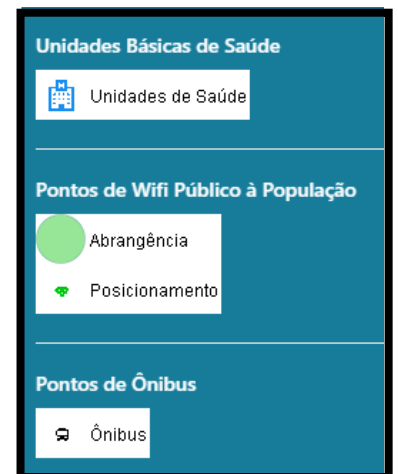 Unidades Básicas de Saúde
Unidades de Saúde
Pontos de Wifi Público à População
Abrangência
Posicionamento
Pontos de Ônibus
Ônibus